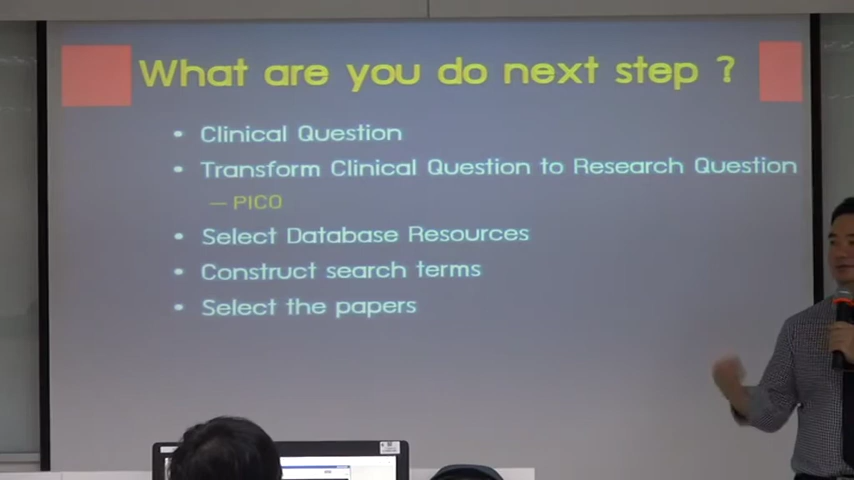 What are you do next step ?
• Clinical Question
• Transform Clinical Question to Research Question
– PICO
• Select Database Resources
• Construct search terms
• Select the papers